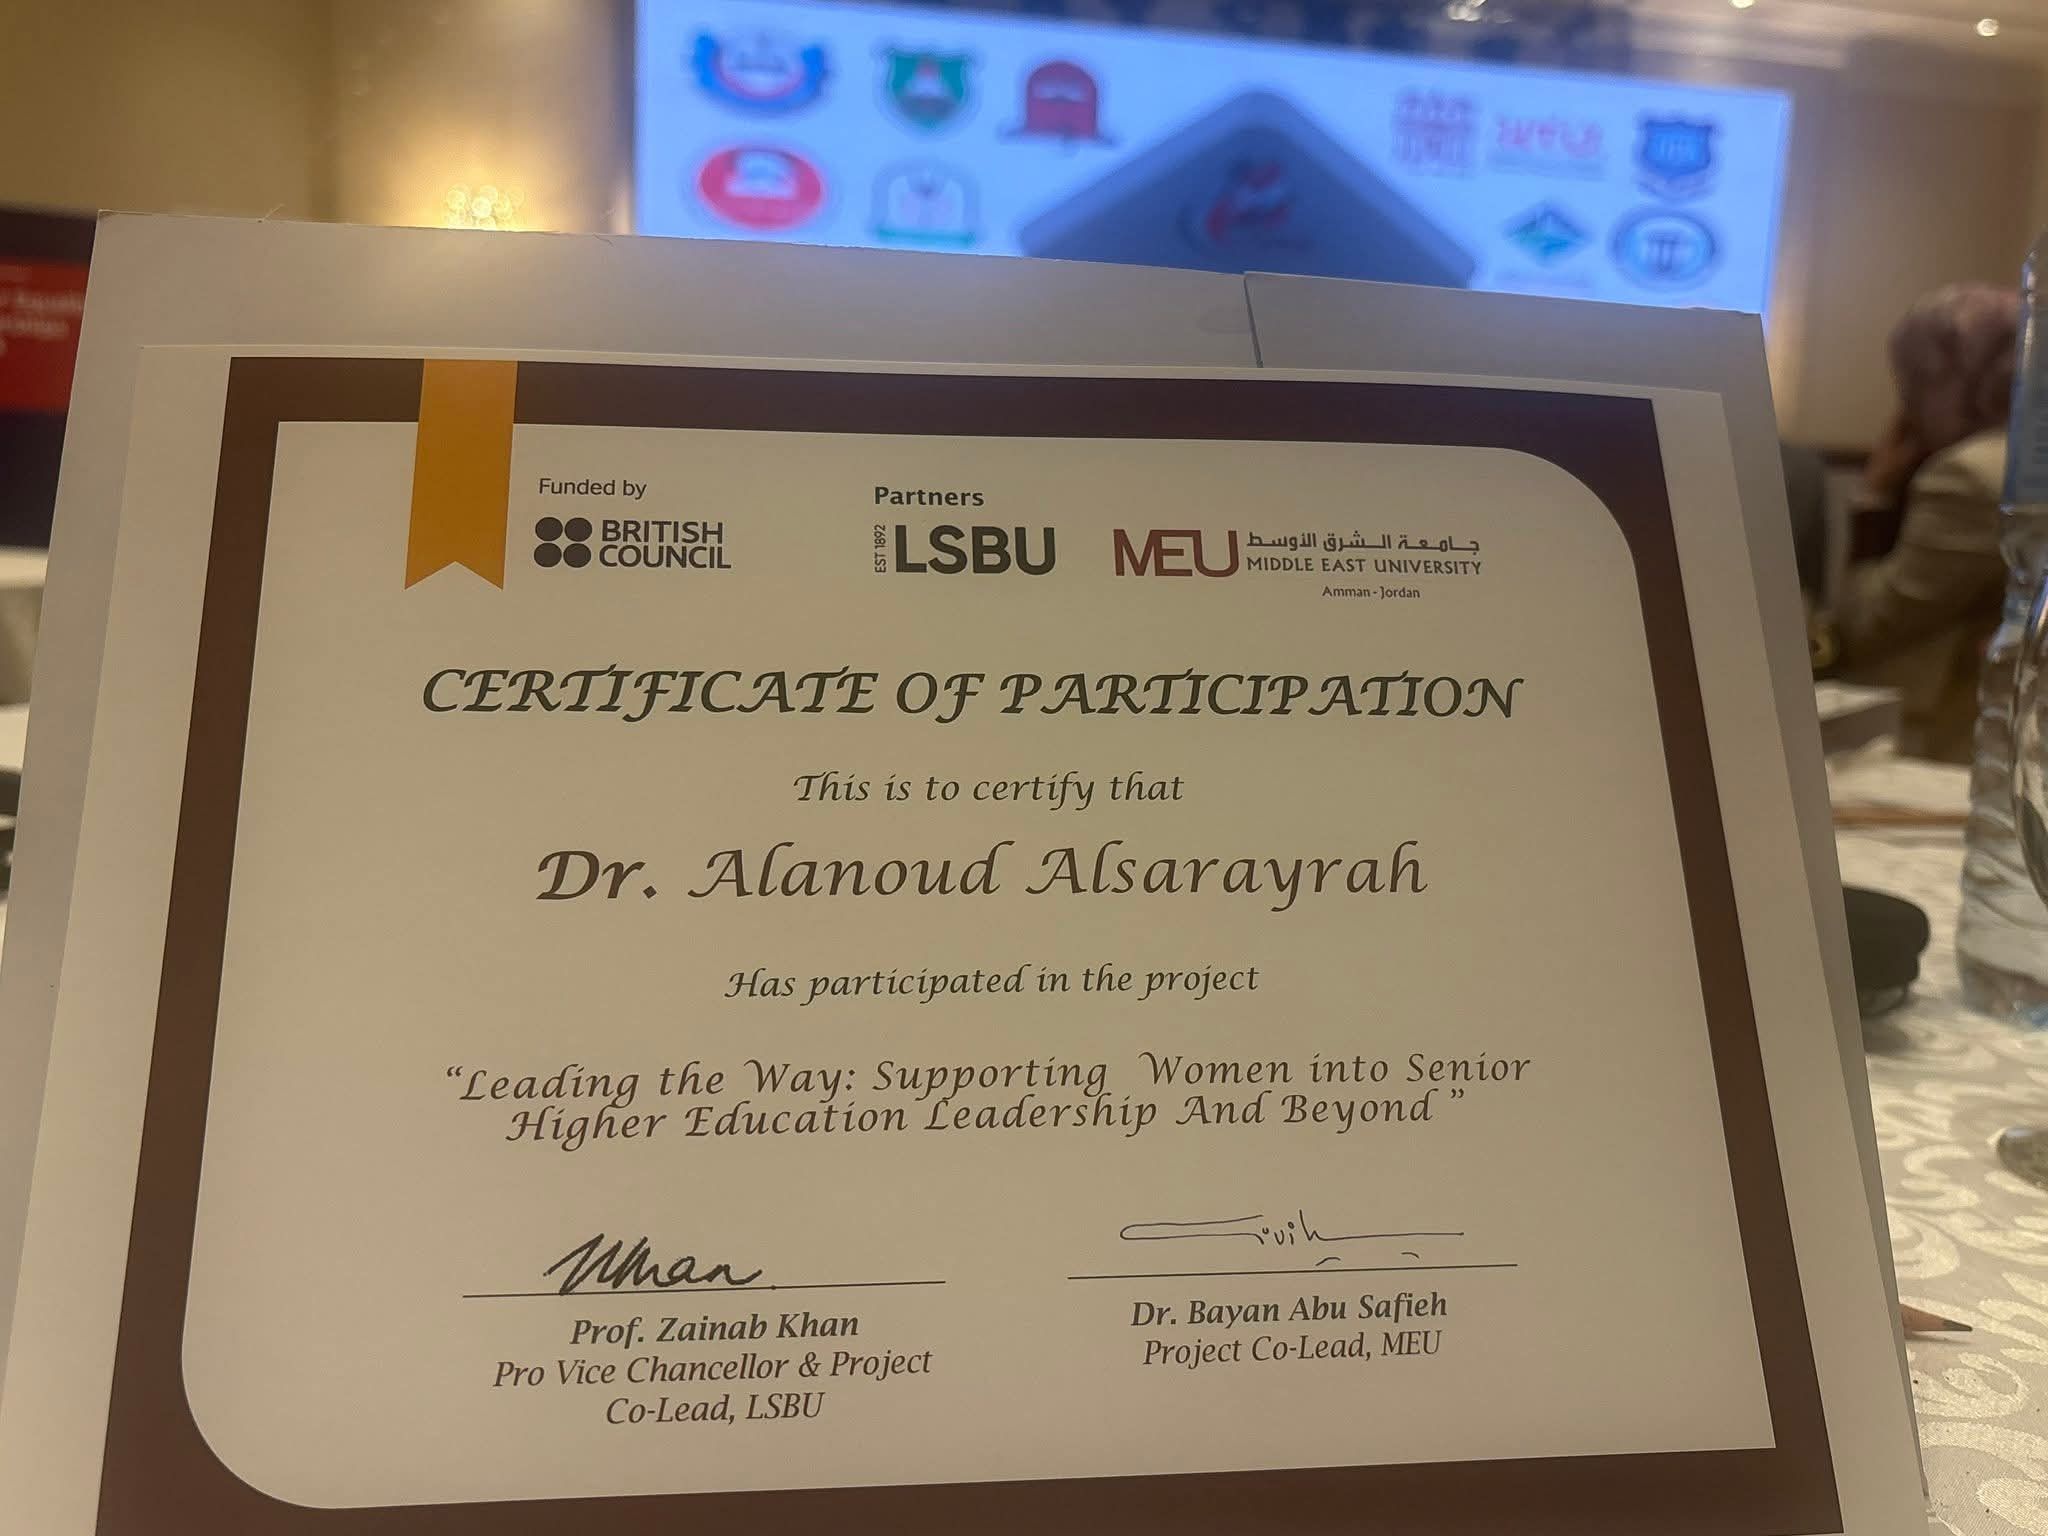 Funded by
BRITISH
COUNCIL
Partners
EST 1892
LSBU
MEU
جامعة الشرق الأوسط
MIDDLE EAST UNIVERSITY
Amman - Jordan
CERTIFICATE OF PARTICIPATION
This is to certify that
Dr. Alanoud Alsarayrah
Has participated in the project
“Leading the Way: Supporting Women into Senior
Higher Education Leadership And Beyond ”
Prof. Zainab Khan
Pro Vice Chancellor & Project
Co-Lead, LSBU
Dr. Bayan Abu Safieh
Project Co-Lead, MEU